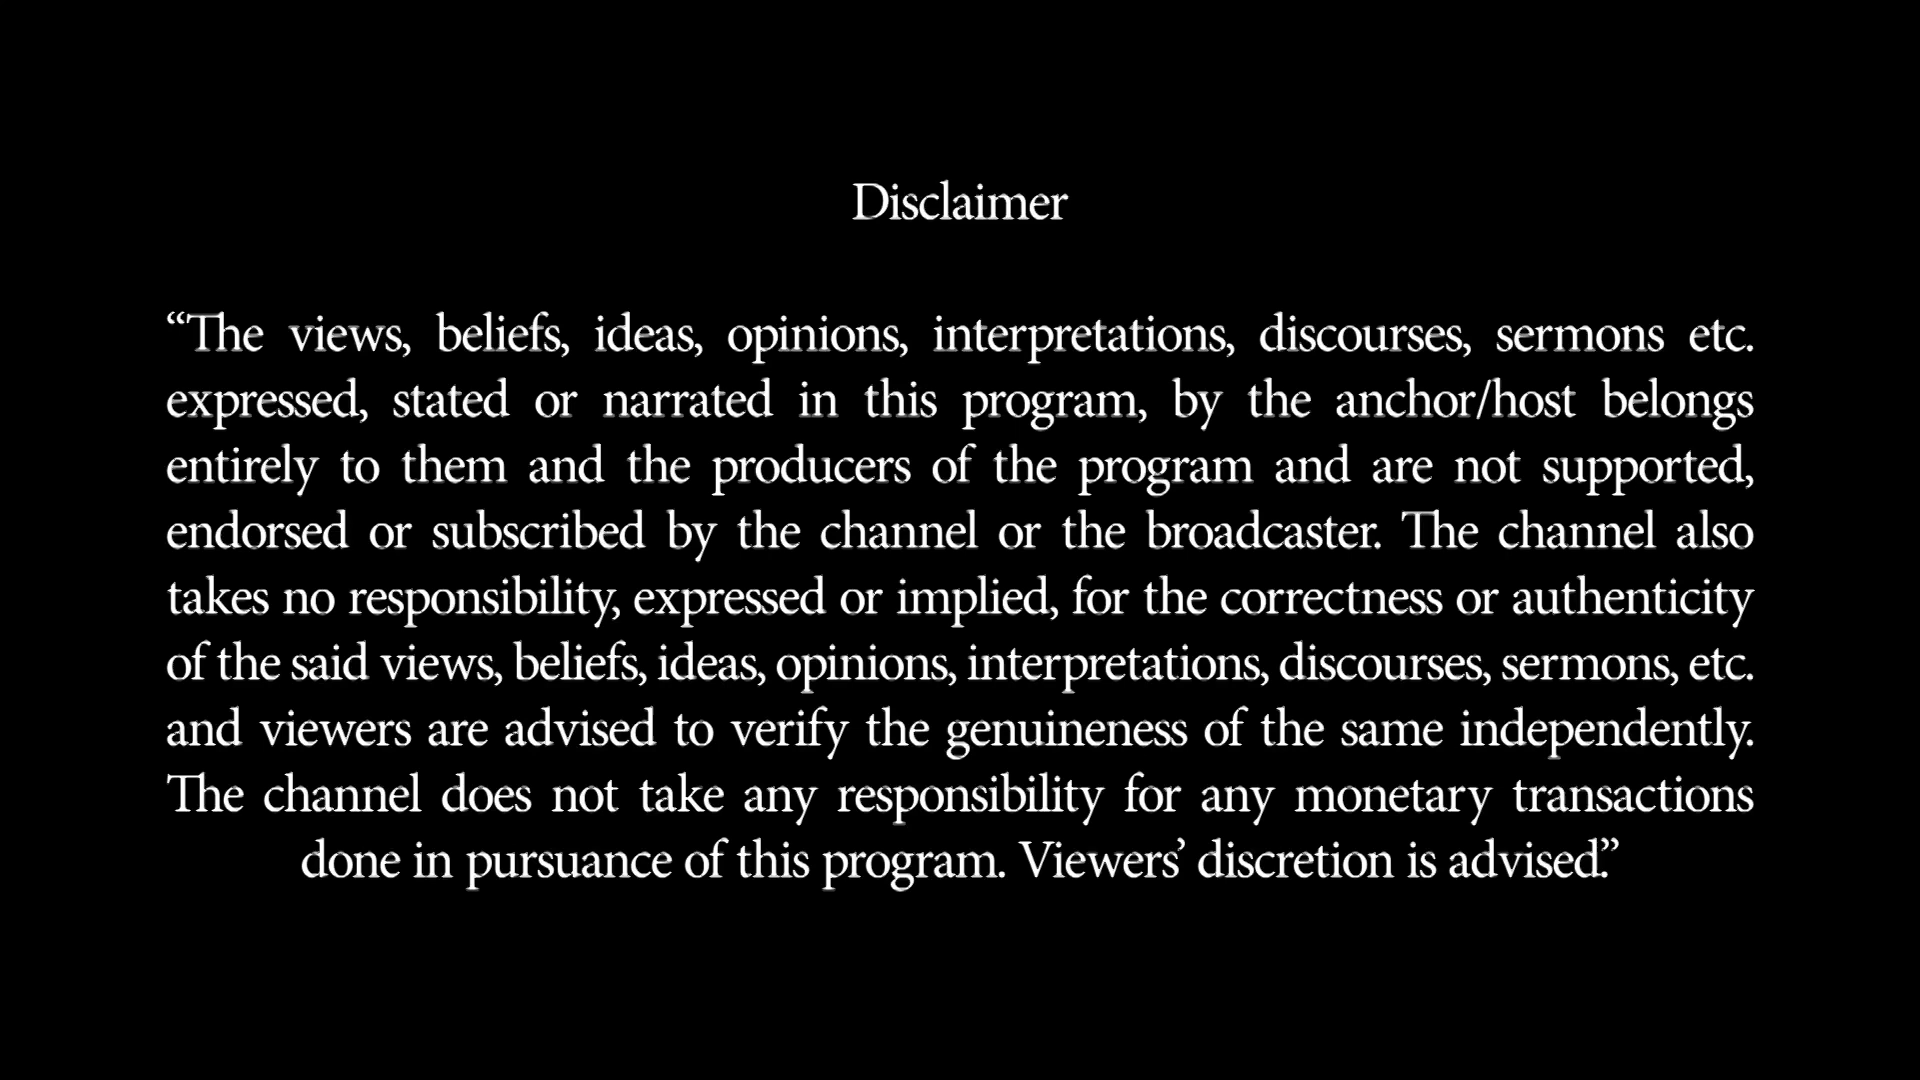 Disclaimer
“The views, beliefs, ideas, opinions, interpretations, discourses, sermons etc.
expressed, stated or narrated in this program, by the anchor/host belongs
entirely to them and the producers of the program and are not supported,
endorsed or subscribed by the channel or the broadcaster. The channel also
takes no responsibility, expressed or implied, for the correctness or authenticity
of the said views, beliefs, ideas, opinions, interpretations, discourses, sermons, etc.
and viewers are advised to verify the genuineness of the same independently.
The channel does not take any responsibility for any monetary transactions
done in pursuance of this program. Viewers’ discretion is advised.”